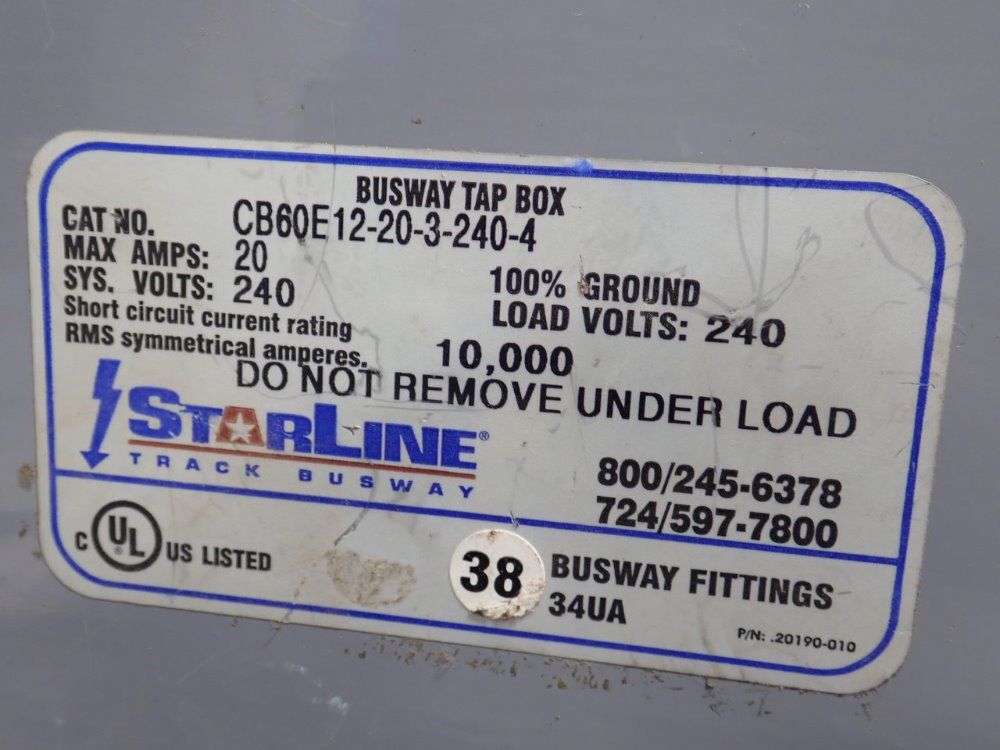 BUSWAY TAP BOX
CAT NO. CB60E12-20-3-240-4
MAX AMPS: 20
SYS. VOLTS: 240
100% GROUND
LOAD VOLTS: 240
Short circuit current rating
RMS symmetrical amperes. 10,000
DO NOT REMOVE UNDER LOAD
STARLINE®
TRACK BUSWAY
800/245-6378
724/597-7800
C UL US LISTED
38
BUSWAY FITTINGS
34UA
P/N: .20190-010